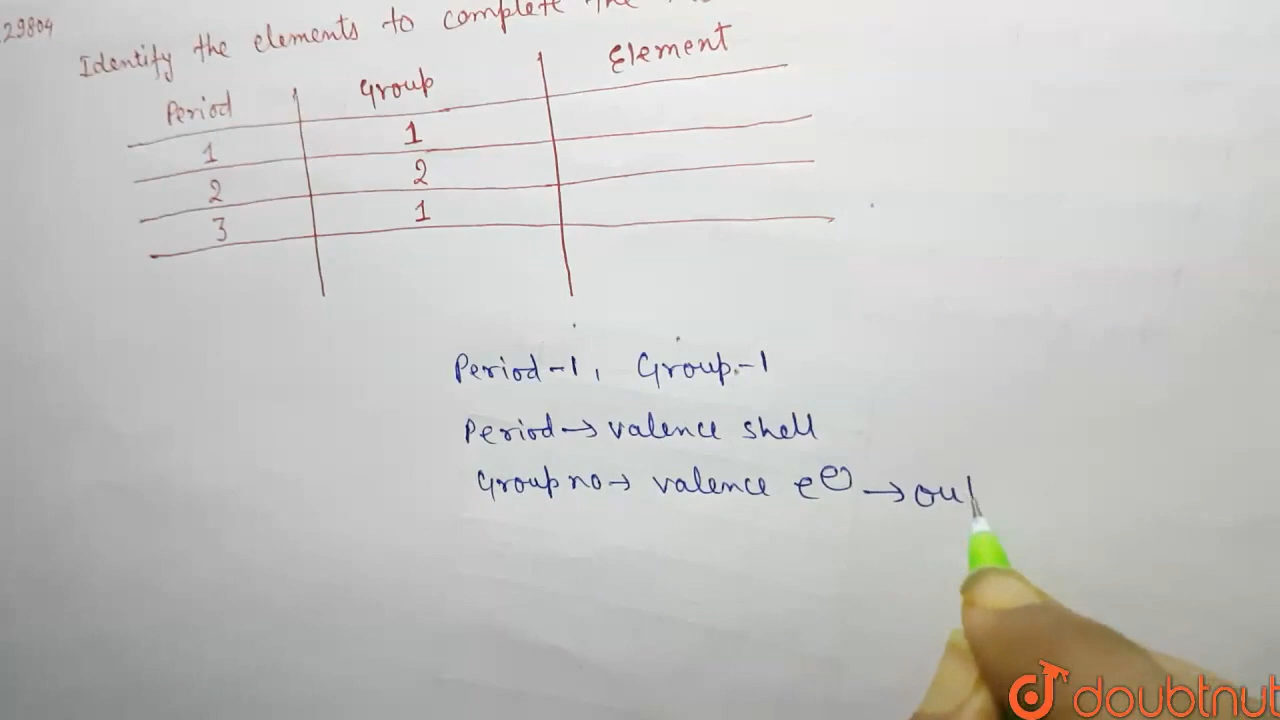 29804
Identify the elements to complete the
Period Group Element
1 1
2 2
3 1
Period-1, Group-1
Period→ valence shell
Group no→ valence e⊖ → out
doubtnut